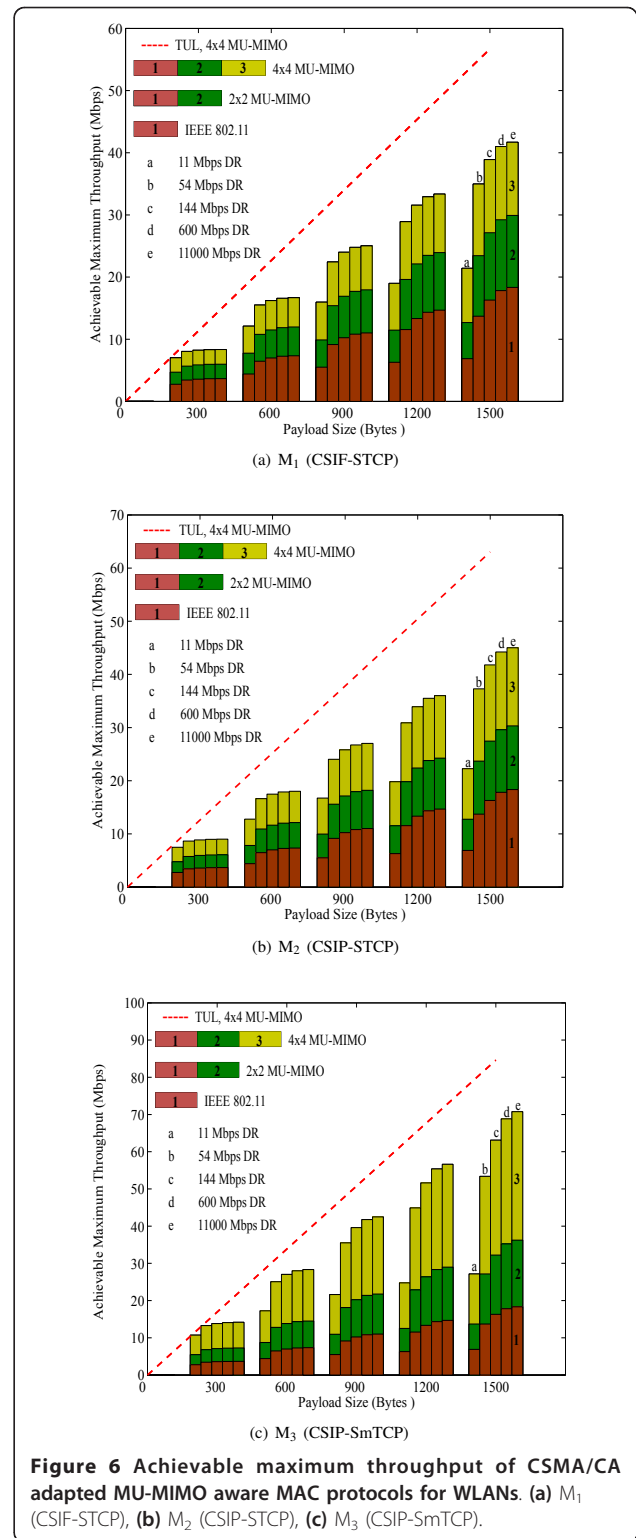 60
50
40
30
20
10
0
Achievable Maximum Throughput (Mbps)
TUL, 4x4 MU-MIMO
1 2 3 4x4 MU-MIMO
1 2 2x2 MU-MIMO
1 IEEE 802.11
a 11 Mbps DR
b 54 Mbps DR
c 144 Mbps DR
d 600 Mbps DR
e 11000 Mbps DR
a b c d e
3
2
1
0 300 600 900 1200 1500
Payload Size (Bytes )
(a) M1 (CSIF-STCP)
70
60
50
40
30
20
10
0
Achievable Maximum Throughput (Mbps)
TUL, 4x4 MU-MIMO
1 2 3 4x4 MU-MIMO
1 2 2x2 MU-MIMO
1 IEEE 802.11
a 11 Mbps DR
b 54 Mbps DR
c 144 Mbps DR
d 600 Mbps DR
e 11000 Mbps DR
a b c d e
3
2
1
0 300 600 900 1200 1500
Payload Size (Bytes)
(b) M2 (CSIP-STCP)
100
90
80
70
60
50
40
30
20
10
0
Achievable Maximum Throughput (Mbps)
TUL, 4x4 MU-MIMO
1 2 3 4x4 MU-MIMO
1 2 2x2 MU-MIMO
1 IEEE 802.11
a 11 Mbps DR
b 54 Mbps DR
c 144 Mbps DR
d 600 Mbps DR
e 11000 Mbps DR
a b c d e
3
2
1
0 300 600 900 1200 1500
Payload Size (Bytes)
(c) M3 (CSIP-SmTCP)
Figure 6 Achievable maximum throughput of CSMA/CA
adapted MU-MIMO aware MAC protocols for WLANs. (a) M1
(CSIF-STCP), (b) M2 (CSIP-STCP), (c) M3 (CSIP-SmTCP).